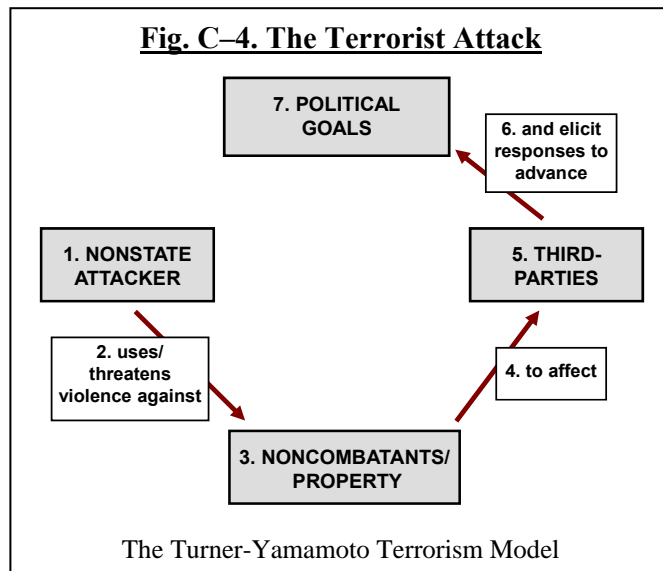 Fig. C–4. The Terrorist Attack
7. POLITICAL
GOALS
6. and elicit
responses to
advance
1. NONSTATE
ATTACKER
5. THIRD-
PARTIES
2. uses/
threatens
violence against
4. to affect
3. NONCOMBATANTS/
PROPERTY
The Turner-Yamamoto Terrorism Model